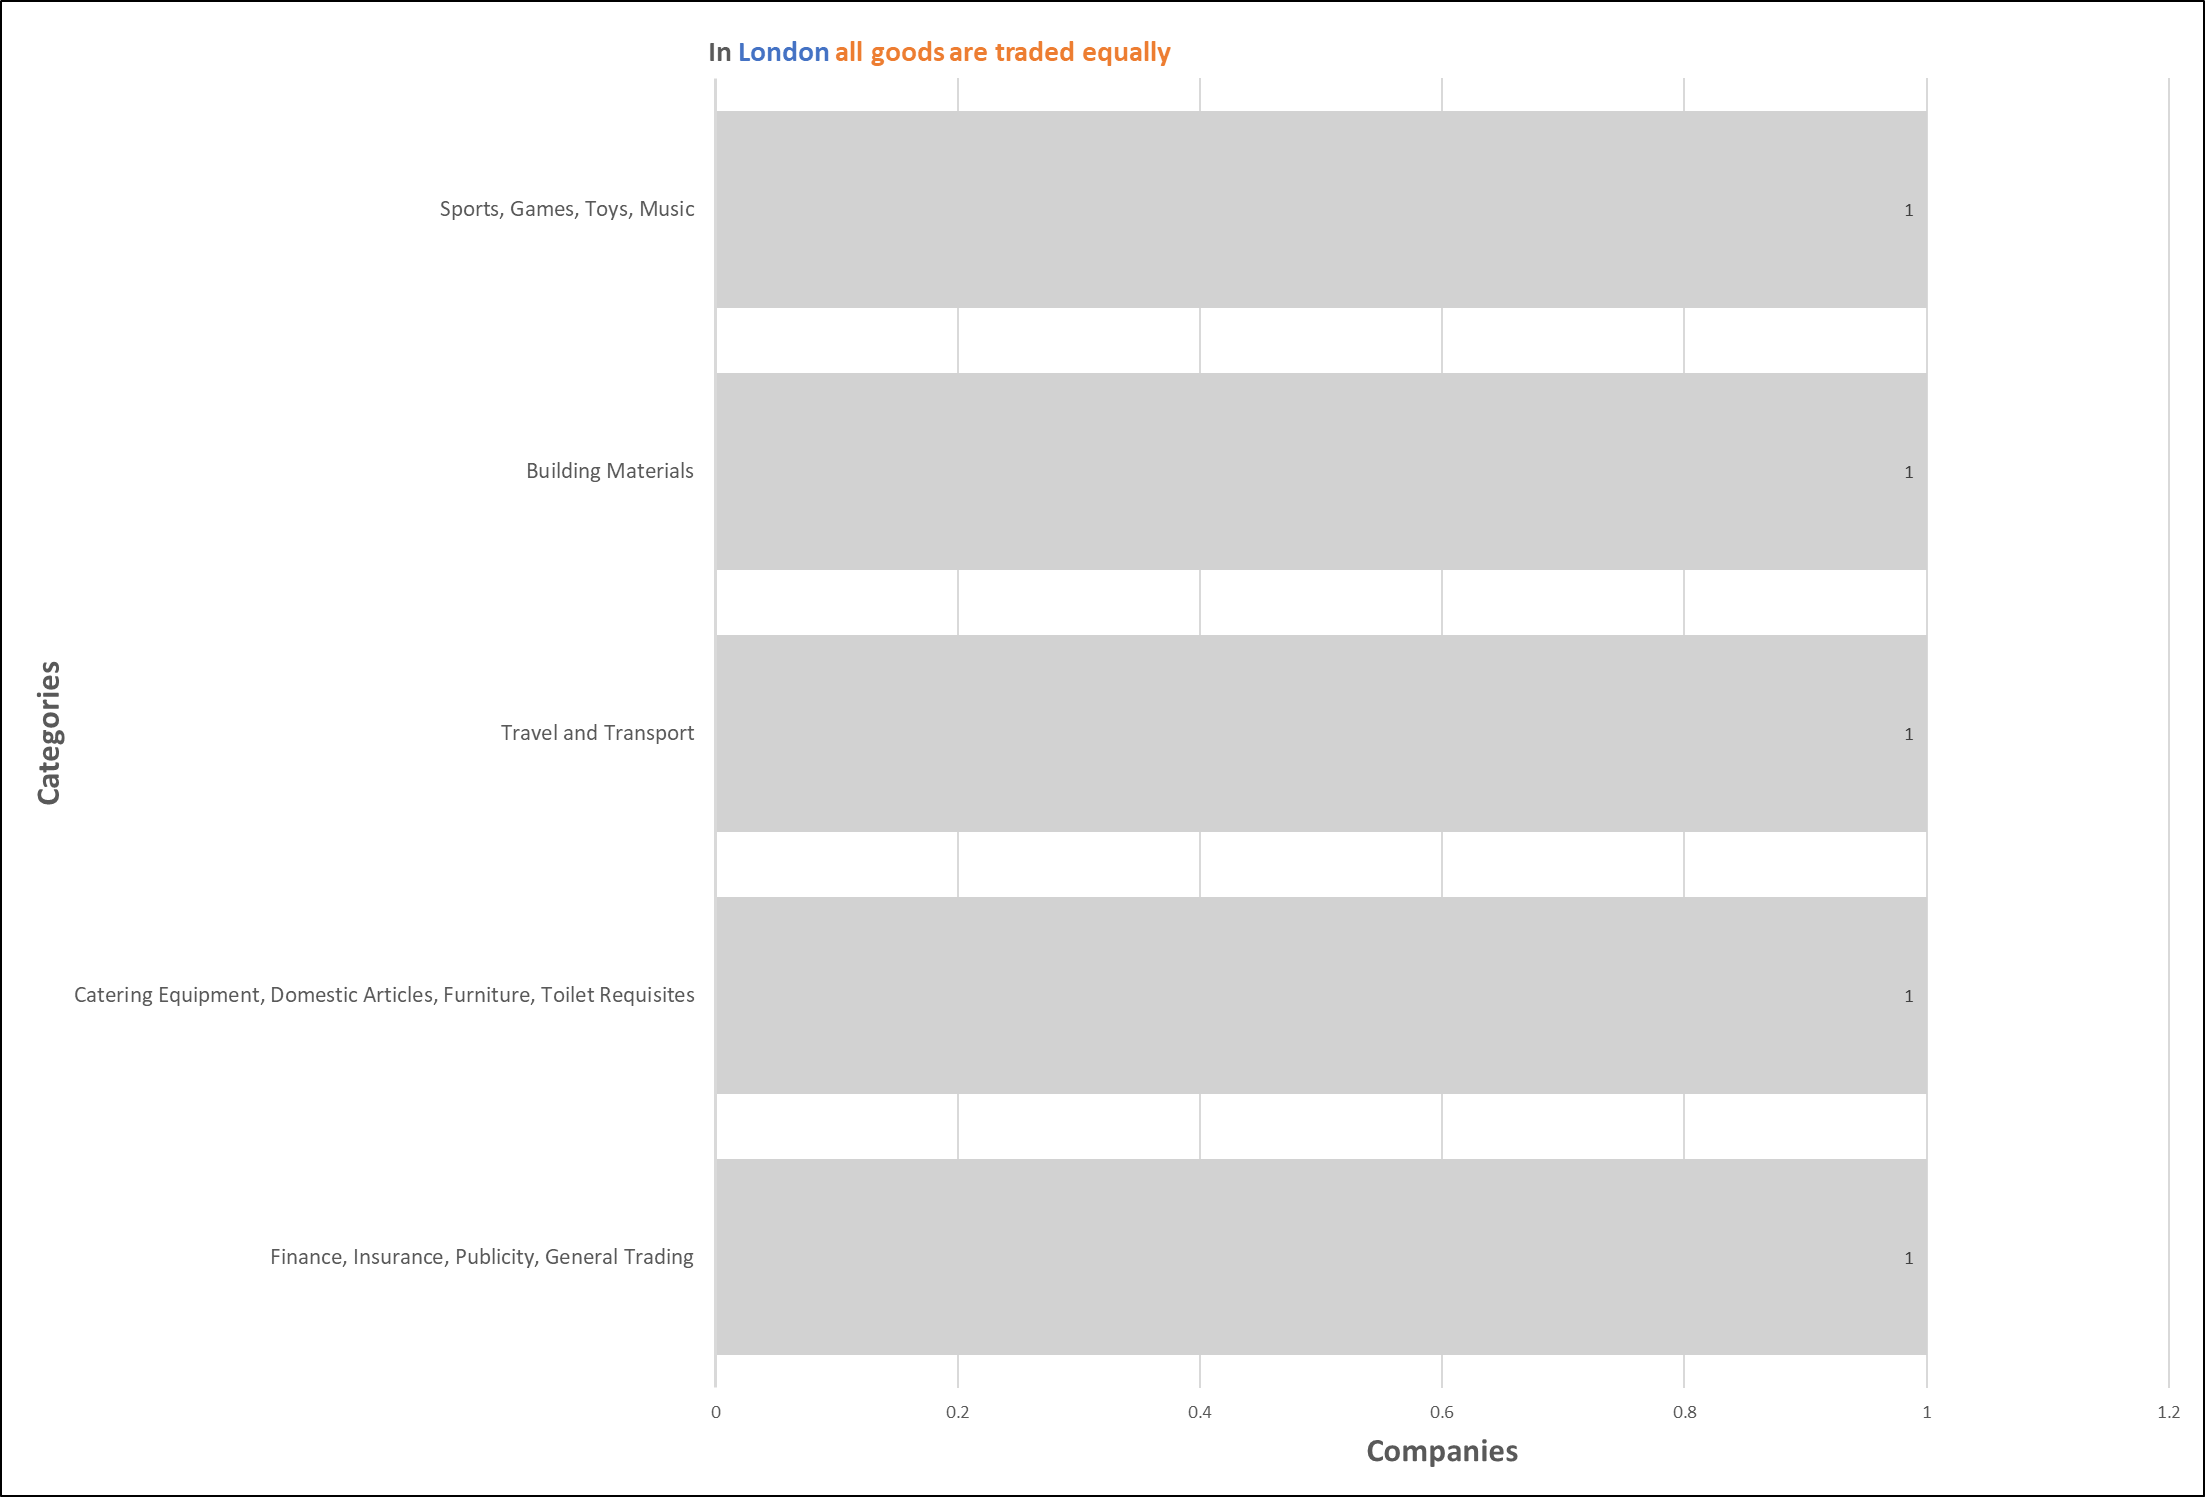 In London all goods are traded equally
Categories
Sports, Games, Toys, Music
1
Building Materials
1
Travel and Transport
1
Catering Equipment, Domestic Articles, Furniture, Toilet Requisites
1
Finance, Insurance, Publicity, General Trading
1
0 0.2 0.4 0.6 0.8 1 1.2
Companies